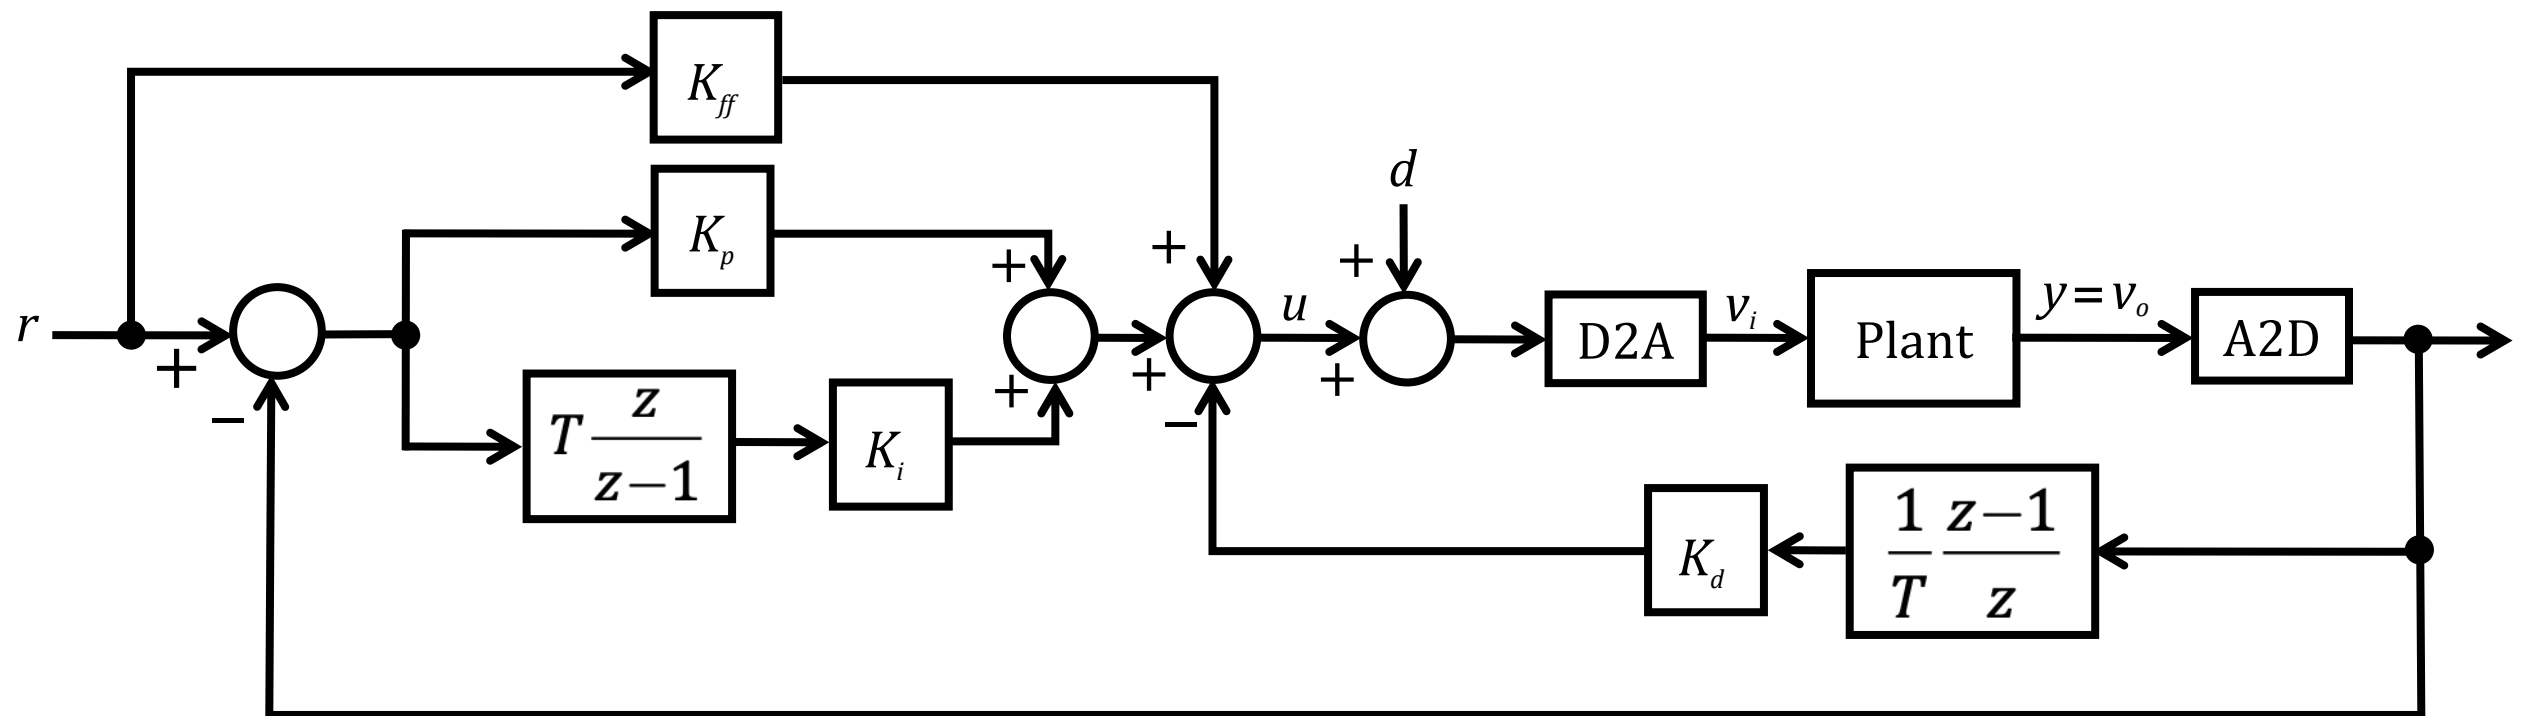 K_ff
d
K_p
+
+
+
r
+
−
u
+
+
+
−
D2A
v_i
Plant
y = v_o
A2D
T z/(z−1)
K_i
K_d
1/T (z−1)/z